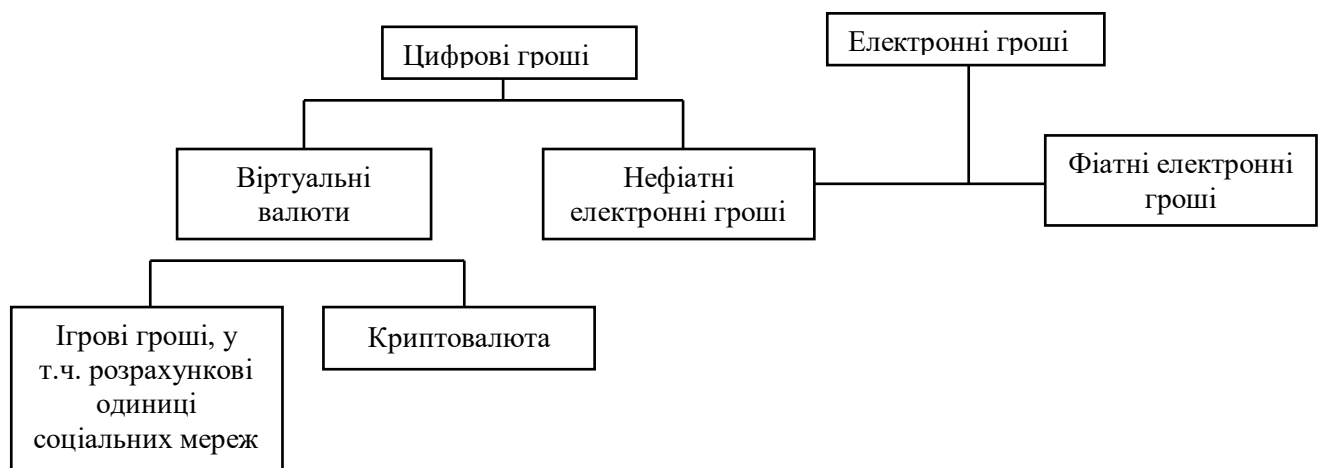 Цифрові гроші
Електронні гроші
Віртуальні
валюти
Нефіатні
електронні гроші
Фіатні електронні
гроші
Ігрові гроші, у
т.ч. розрахункові
одиниці
соціальних мереж
Криптовалюта